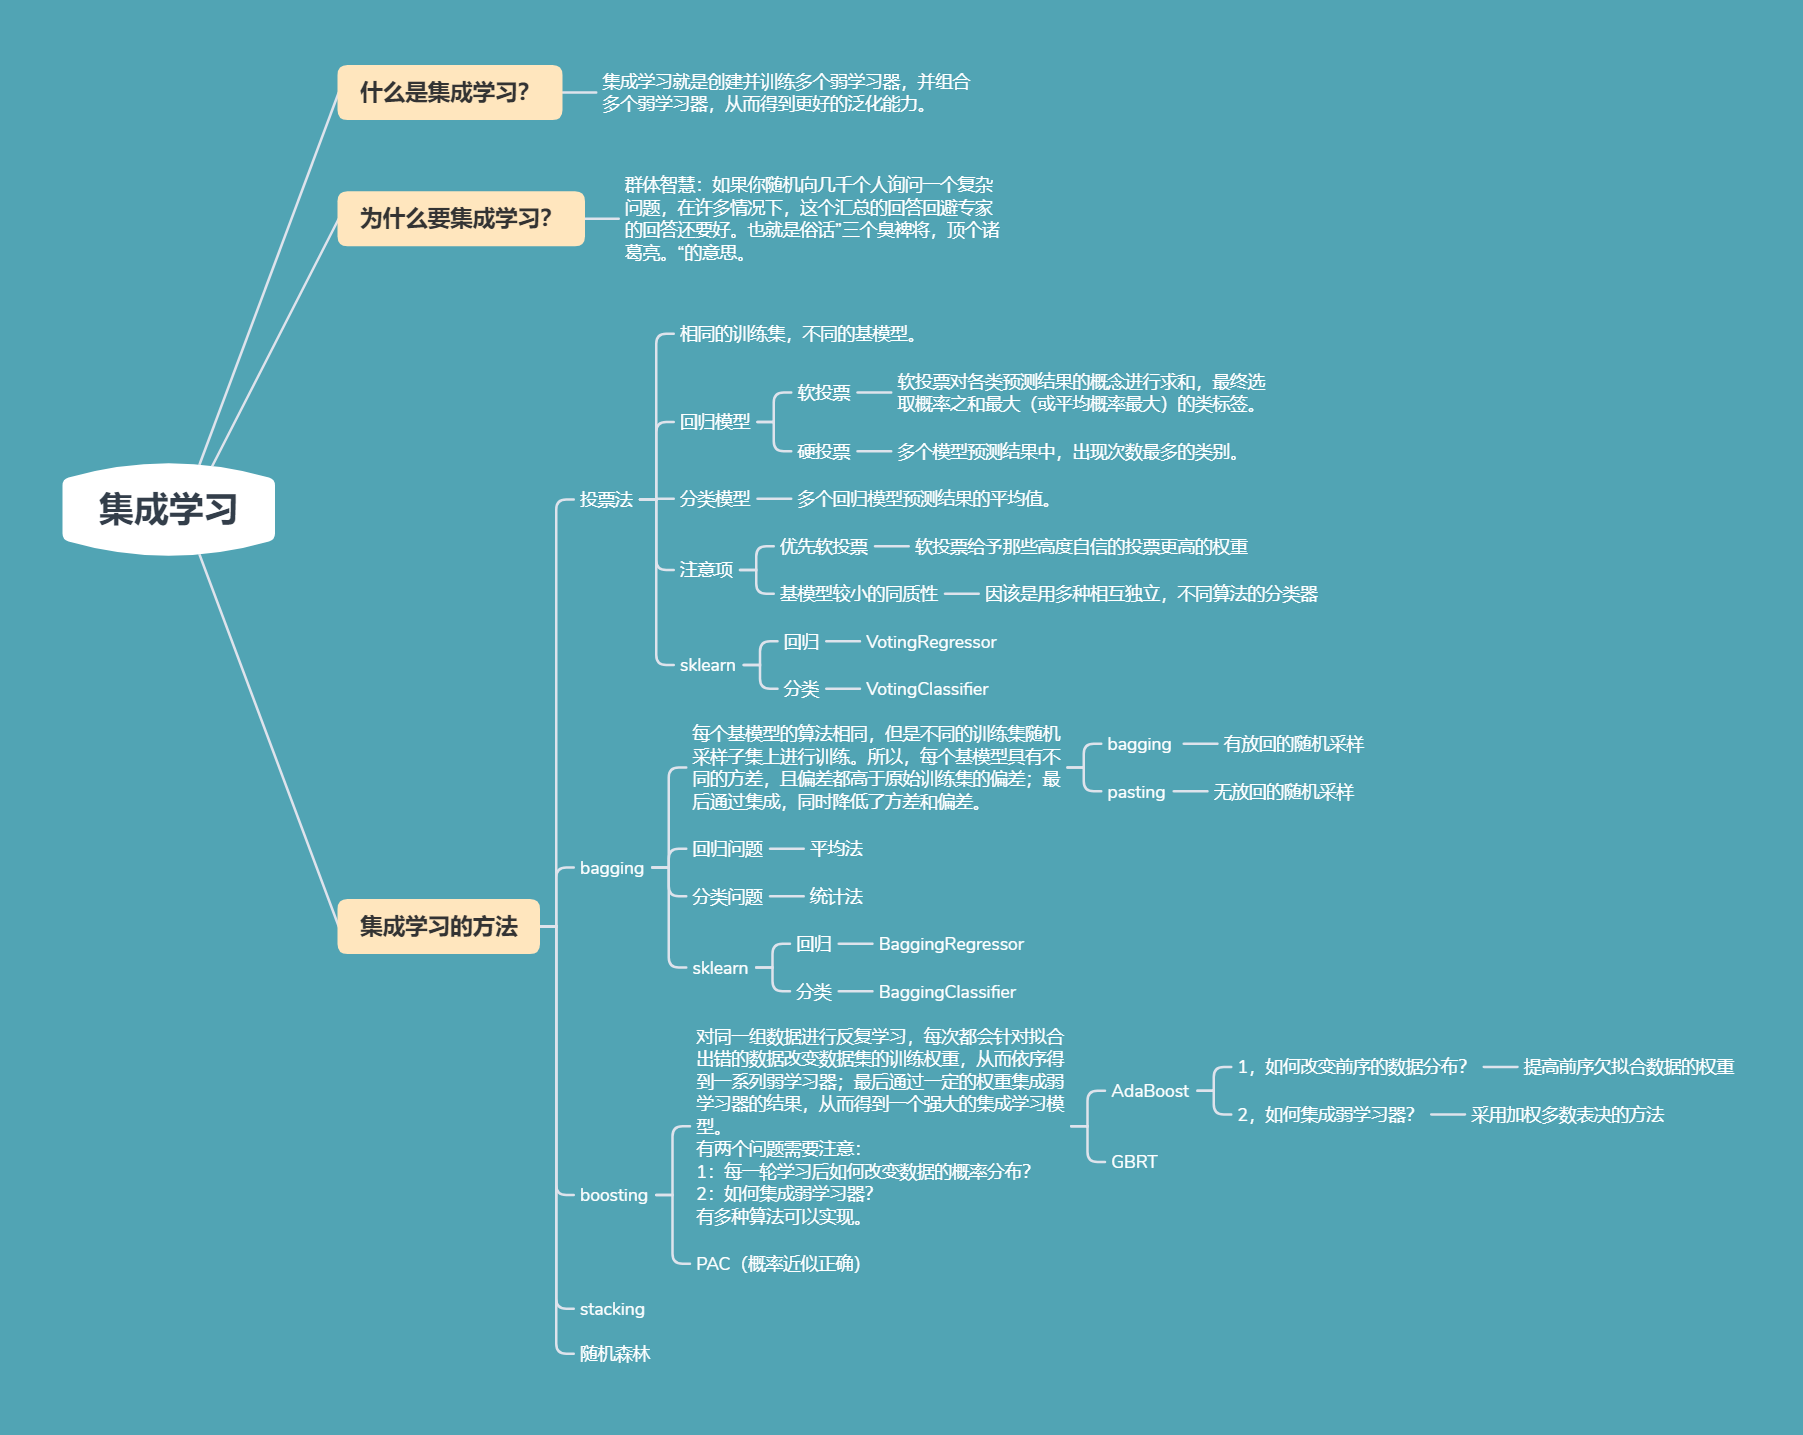 什么是集成学习？
集成学习就是创建并训练多个弱学习器，并组合
多个弱学习器，从而得到更好的泛化能力。
为什么要集成学习？
群体智慧：如果你随机向几千个人询问一个复杂
问题，在许多情况下，这个汇总的回答回避专家
的回答还要好。也就是俗话"三个臭裨将，顶个诸
葛亮。“的意思。
集成学习
集成学习的方法
投票法
相同的训练集，不同的基模型。
回归模型
软投票
软投票对各类预测结果的概念进行求和，最终选
取概率之和最大（或平均概率最大）的类标签。
硬投票
多个模型预测结果中，出现次数最多的类别。
分类模型
多个回归模型预测结果的平均值。
注意项
优先软投票
软投票给予那些高度自信的投票更高的权重
基模型较小的同质性
因该是用多种相互独立，不同算法的分类器
sklearn
回归
VotingRegressor
分类
VotingClassifier
bagging
每个基模型的算法相同，但是不同的训练集随机
采样子集上进行训练。所以，每个基模型具有不
同的方差，且偏差都高于原始训练集的偏差；最
后通过集成，同时降低了方差和偏差。
bagging
有放回的随机采样
pasting
无放回的随机采样
回归问题
平均法
分类问题
统计法
sklearn
回归
BaggingRegressor
分类
BaggingClassifier
boosting
对同一组数据进行反复学习，每次都会针对拟合
出错的数据改变数据集的训练权重，从而依序得
到一系列弱学习器；最后通过一定的权重集成弱
学习器的结果，从而得到一个强大的集成学习模
型。
有两个问题需要注意：
1：每一轮学习后如何改变数据的概率分布？
2：如何集成弱学习器？
有多种算法可以实现。
AdaBoost
1，如何改变前序的数据分布？
提高前序欠拟合数据的权重
2，如何集成弱学习器？
采用加权多数表决的方法
GBRT
PAC（概率近似正确）
stacking
随机森林